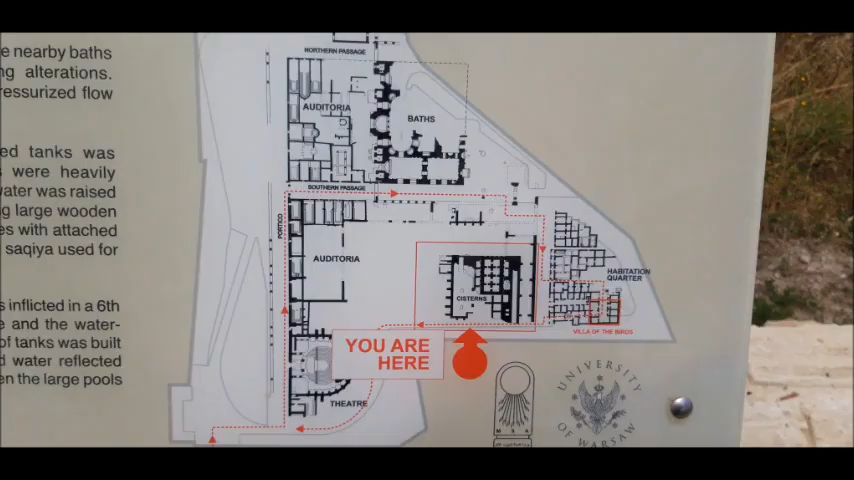 e nearby baths
ng alterations.
ressurized flow
ed tanks was
were heavily
water was raised
g large wooden
es with attached
saqiya used for
s inflicted in a 6th
e and the water-
of tanks was built
d water reflected
en the large pools
NORTHERN PASSAGE
AUDITORIA
BATHS
SOUTHERN PASSAGE
PORTICO
AUDITORIA
HABITATION
QUARTER
CISTERNS
VILLA OF THE BIRDS
YOU ARE
HERE
THEATRE
UNIVERSITY
OF WARSAW